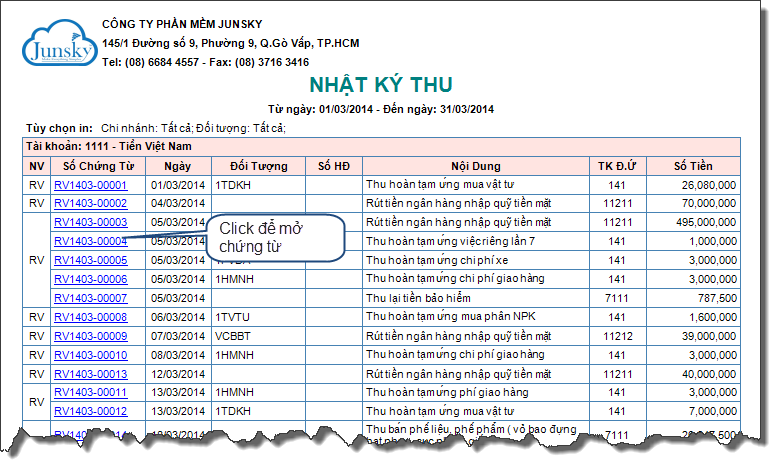 Junsky
CÔNG TY PHẦN MỀM JUNSKY
145/1 Đường số 9, Phường 9, Q.Gò Vấp, TP.HCM
Tel: (08) 6684 4557 - Fax: (08) 3716 3416
NHẬT KÝ THU
Từ ngày: 01/03/2014 - Đến ngày: 31/03/2014
Tùy chọn in: Chi nhánh: Tất cả; Đối tượng: Tất cả;
Tài khoản: 1111 - Tiền Việt Nam
NV Số Chứng Từ Ngày Đối Tượng Số HĐ Nội Dung TK Đ.Ứ Số Tiền
RV RV1403-00001 01/03/2014 1TDKH Thu hoàn tạm ứng mua vật tư 141 26,080,000
RV RV1403-00002 04/03/2014 Rút tiền ngân hàng nhập quỹ tiền mặt 11211 70,000,000
RV1403-00003 05/03/2014 Rút tiền ngân hàng nhập quỹ tiền mặt 11211 495,000,000
Click để mở
chứng từ
RV1403-00004 05/03/2014 Thu hoàn tạm ứng việc riêng lần 7 141 1,000,000
RV RV1403-00005 05/03/2014 Thu hoàn tạm ứng chi phí xe 141 3,000,000
RV1403-00006 05/03/2014 1HMNH Thu hoàn tạm ứng chi phí giao hàng 141 3,000,000
RV1403-00007 05/03/2014 Thu lại tiền bảo hiểm 7111 787,500
RV RV1403-00008 06/03/2014 1TVTU Thu hoàn tạm ứng mua phân NPK 141 1,600,000
RV RV1403-00009 07/03/2014 VCBBT Rút tiền ngân hàng nhập quỹ tiền mặt 11212 39,000,000
RV RV1403-00010 08/03/2014 1HMNH Thu hoàn tạm ứng chi phí giao hàng 141 3,000,000
RV RV1403-00013 12/03/2014 Rút tiền ngân hàng nhập quỹ tiền mặt 11211 40,000,000
RV RV1403-00011 13/03/2014 1HMNH Thu hoàn tạm ứng phí giao hàng 141 3,000,000
RV1403-00012 13/03/2014 1TDKH Thu hoàn tạm ứng mua vật tư 141 7,000,000
Thu bán phế liệu, phế phẩm ( vỏ bao đựng 7111